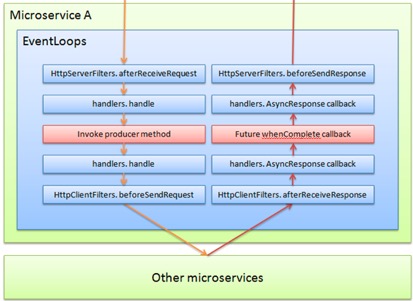 Microservice A
EventLoops
HttpServerFilters. afterReceiveRequest
HttpServerFilters. beforeSendResponse
handlers. handle
handlers. AsyncResponse callback
Invoke producer method
Future whenComplete callback
handlers. handle
handlers. AsyncResponse callback
HttpClientFilters. beforeSendRequest
HttpClientFilters. afterReceiveResponse
Other microservices